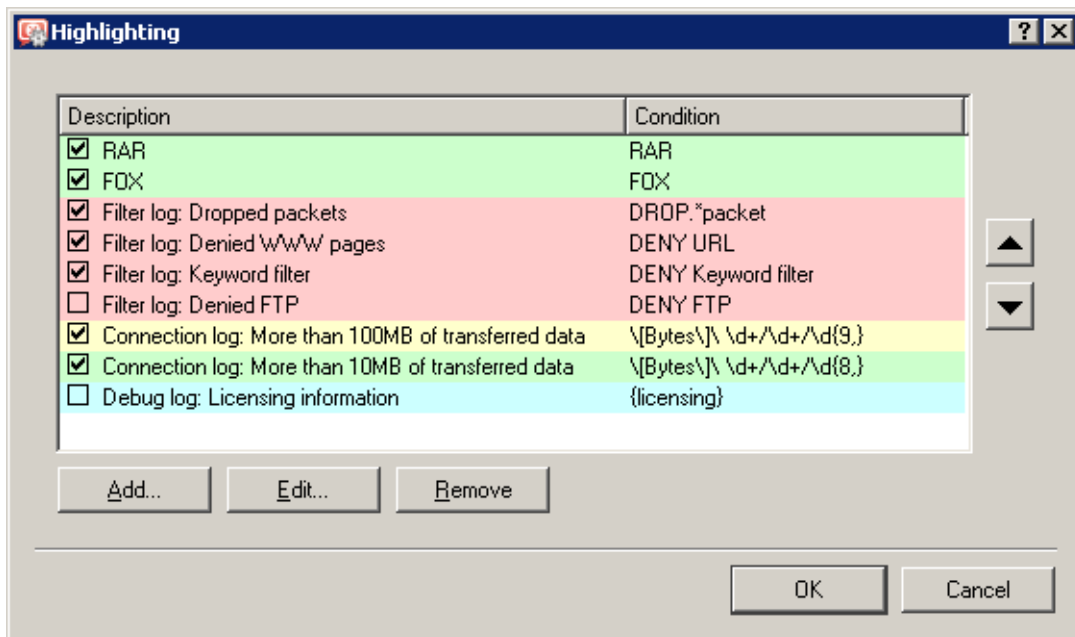 Highlighting
Description Condition
RAR RAR
FOX FOX
Filter log: Dropped packets DROP.*packet
Filter log: Denied WWW pages DENY URL
Filter log: Keyword filter DENY Keyword filter
Filter log: Denied FTP DENY FTP
Connection log: More than 100MB of transferred data \[Bytes\]\ \d+/\d+/\d{9,}
Connection log: More than 10MB of transferred data \[Bytes\]\ \d+/\d+/\d{8,}
Debug log: Licensing information {licensing}
Add... Edit... Remove
OK Cancel